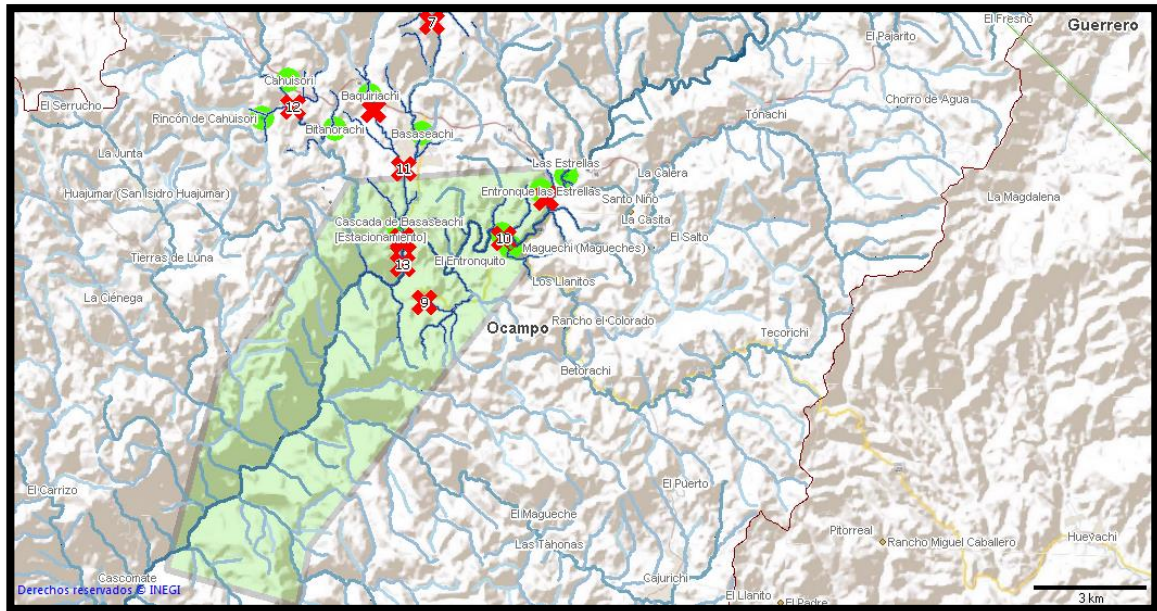 El Fresno
Guerrero
7
El Pajarito
Cahuisori
Baquiriachi
Chorro de Agua
El Serrucho
12
Rincón de Cahuisori
Bitanorachi
Basaseachi
Tónachi
La Junta
Las Estrellas
11
La Calera
Huajumar (San Isidro Huajumar)
Entronque las Estrellas
Santo Niño
La Magdalena
La Casita
Cascada de Basaseachi
[Estacionamiento]
10
El Salto
Maguechi (Magueches)
Tierras de Luna
El Entronquito
13
Los Llanitos
La Ciénega
9
Rancho el Colorado
Ocampo
Tecorichi
Betorachi
El Carrizo
El Puerto
El Magueche
Pitorreal
Rancho Miguel Caballero
Huevachi
Las Tahonas
Cascomate
Cajurichi
Derechos reservados © INEGI
El Llanito
El Padre
3 km